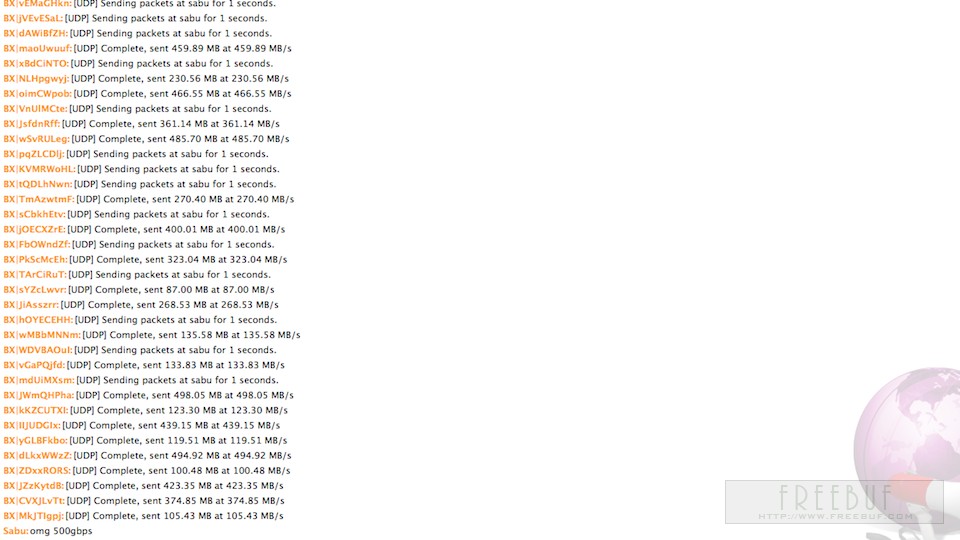 BX|vEMaGHkn: [UDP] Sending packets at sabu for 1 seconds.
BX|jVEvESaL: [UDP] Sending packets at sabu for 1 seconds.
BX|dAWiBfZH: [UDP] Sending packets at sabu for 1 seconds.
BX|maoUwuuf: [UDP] Complete, sent 459.89 MB at 459.89 MB/s
BX|xBdCiNTO: [UDP] Sending packets at sabu for 1 seconds.
BX|NLHpgwyj: [UDP] Complete, sent 230.56 MB at 230.56 MB/s
BX|oimCWpob: [UDP] Complete, sent 466.55 MB at 466.55 MB/s
BX|VnUlMCte: [UDP] Sending packets at sabu for 1 seconds.
BX|JsfdnRff: [UDP] Complete, sent 361.14 MB at 361.14 MB/s
BX|wSvRULeg: [UDP] Complete, sent 485.70 MB at 485.70 MB/s
BX|pqZLCDlj: [UDP] Sending packets at sabu for 1 seconds.
BX|KVMRWoHL: [UDP] Sending packets at sabu for 1 seconds.
BX|tQDLhNwn: [UDP] Sending packets at sabu for 1 seconds.
BX|TmAzwtmF: [UDP] Complete, sent 270.40 MB at 270.40 MB/s
BX|sCbkhEtv: [UDP] Sending packets at sabu for 1 seconds.
BX|jOECXZrE: [UDP] Complete, sent 400.01 MB at 400.01 MB/s
BX|FbOWndZf: [UDP] Sending packets at sabu for 1 seconds.
BX|PkScMcEh: [UDP] Complete, sent 323.04 MB at 323.04 MB/s
BX|TArCiRuT: [UDP] Sending packets at sabu for 1 seconds.
BX|sYZcLwvr: [UDP] Complete, sent 87.00 MB at 87.00 MB/s
BX|JiAsszrr: [UDP] Complete, sent 268.53 MB at 268.53 MB/s
BX|hOYECEHH: [UDP] Sending packets at sabu for 1 seconds.
BX|wMBbMNNm: [UDP] Complete, sent 135.58 MB at 135.58 MB/s
BX|WDVBAOuI: [UDP] Sending packets at sabu for 1 seconds.
BX|vGaPQjfd: [UDP] Complete, sent 133.83 MB at 133.83 MB/s
BX|mdUiMXsm: [UDP] Sending packets at sabu for 1 seconds.
BX|JWmQHPha: [UDP] Complete, sent 498.05 MB at 498.05 MB/s
BX|kKZCUTXI: [UDP] Complete, sent 123.30 MB at 123.30 MB/s
BX|IIJUDGIx: [UDP] Complete, sent 439.15 MB at 439.15 MB/s
BX|yGLBFkbo: [UDP] Complete, sent 119.51 MB at 119.51 MB/s
BX|dLkxWWzZ: [UDP] Complete, sent 494.92 MB at 494.92 MB/s
BX|ZDxxRORS: [UDP] Complete, sent 100.48 MB at 100.48 MB/s
BX|JZzKytdB: [UDP] Complete, sent 423.35 MB at 423.35 MB/s
BX|CVXJLvTt: [UDP] Complete, sent 374.85 MB at 374.85 MB/s
BX|MkJTIgpj: [UDP] Complete, sent 105.43 MB at 105.43 MB/s
Sabu: omg 500gbps
FREEBUF
HTTP://WWW.FREEBUF.COM